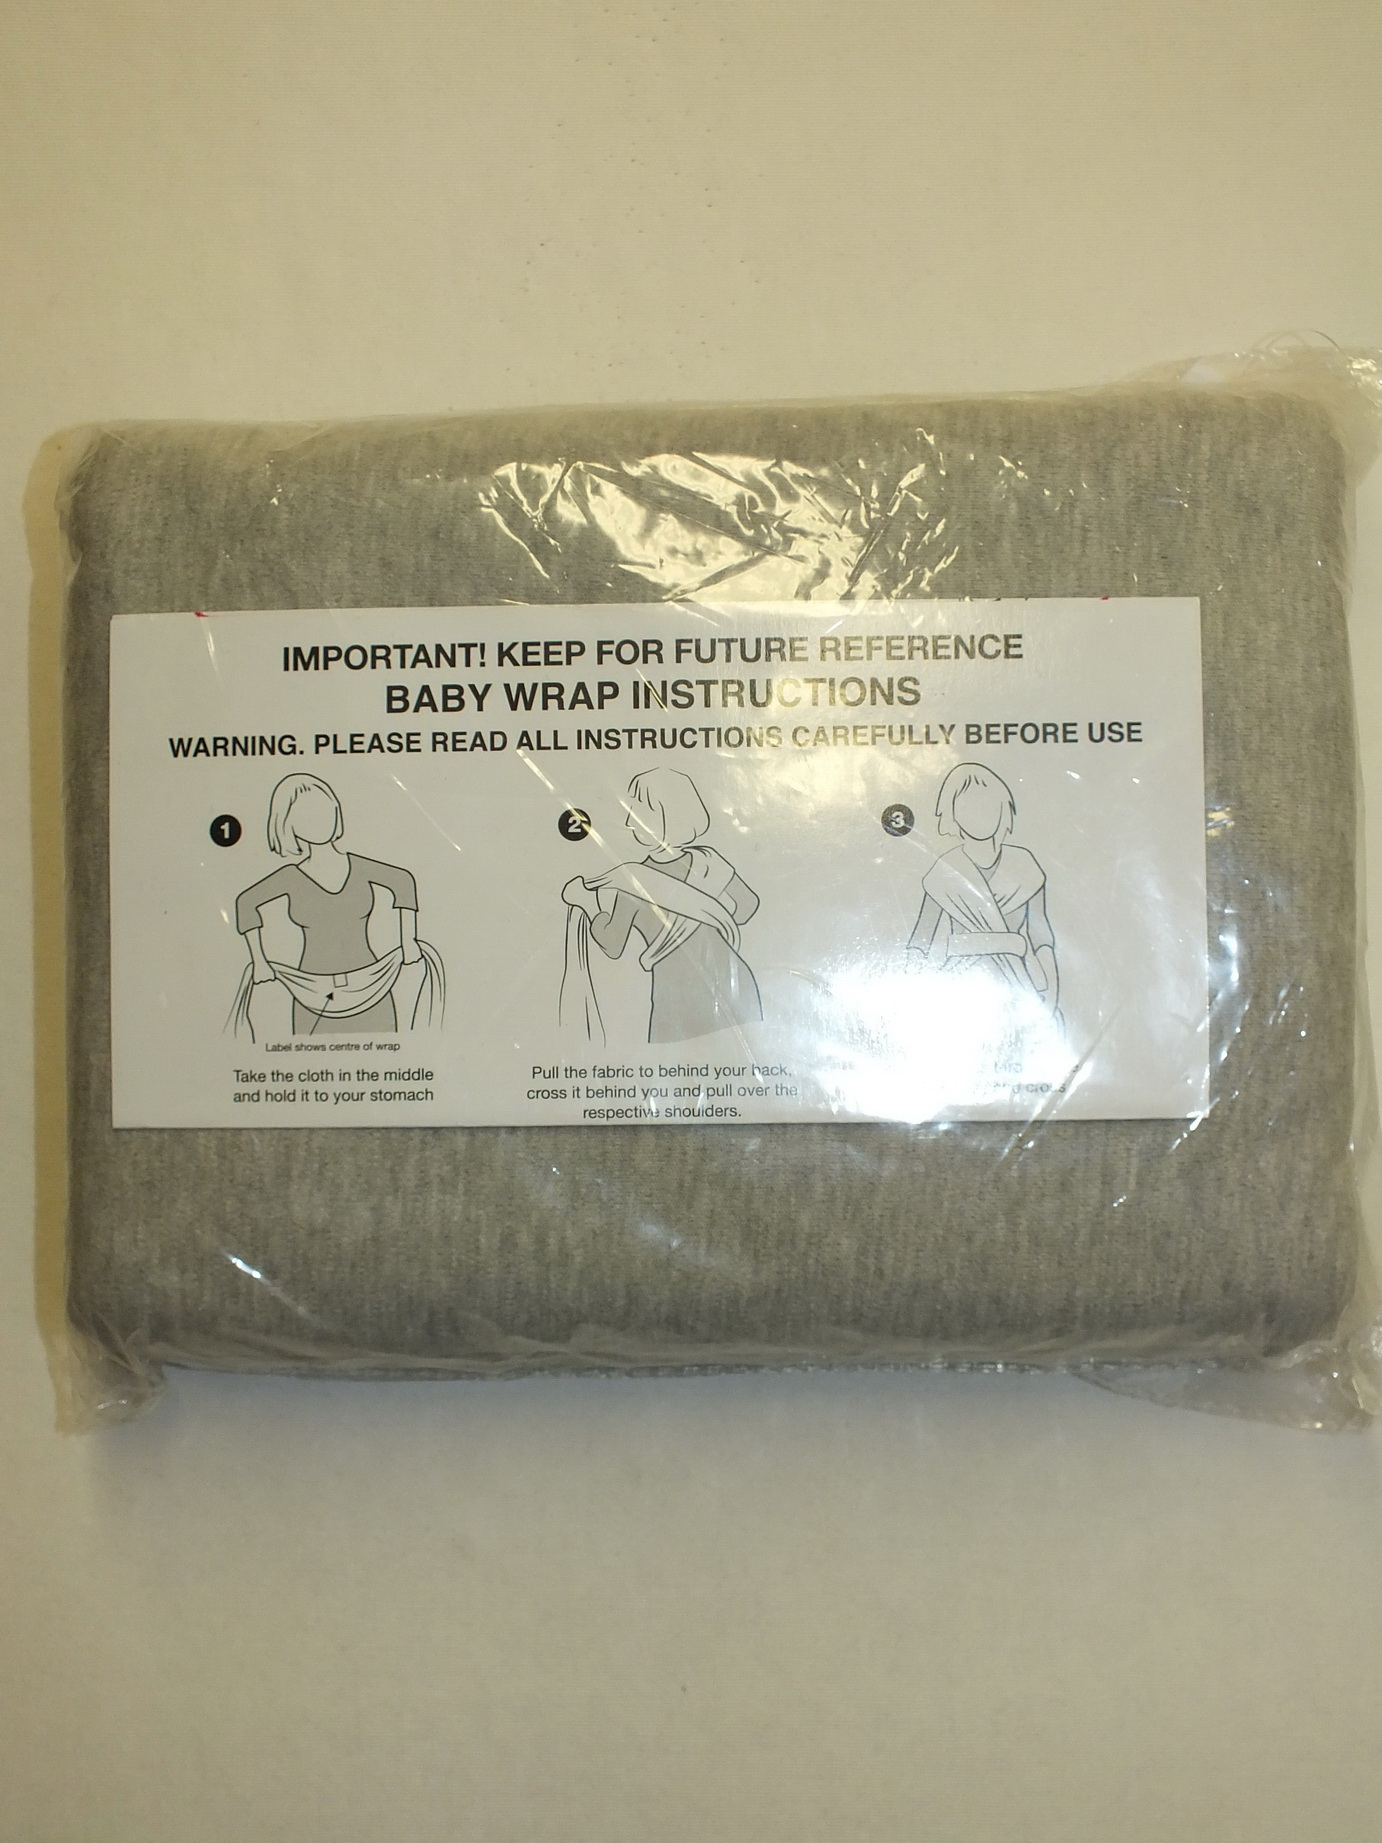 IMPORTANT! KEEP FOR FUTURE REFERENCE
BABY WRAP INSTRUCTIONS
WARNING. PLEASE READ ALL INSTRUCTIONS CAREFULLY BEFORE USE
1
2
3
Label shows centre of wrap
Take the cloth in the middle
and hold it to your stomach
Pull the fabric to behind your back,
cross it behind you and pull over the
respective shoulders.
cross